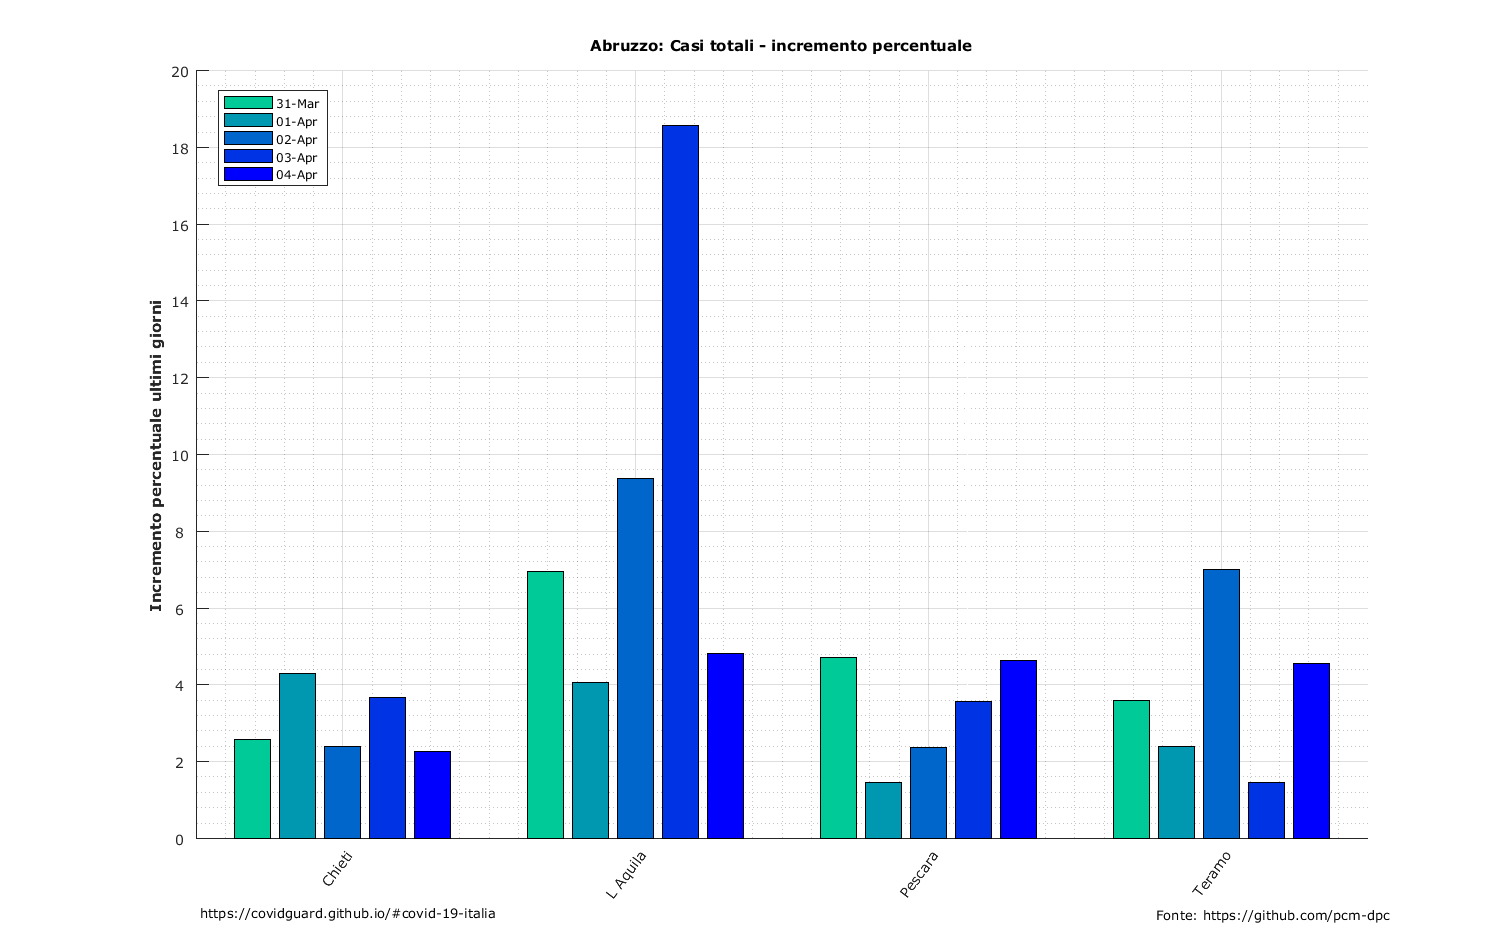 Abruzzo: Casi totali - incremento percentuale
Incremento percentuale ultimi giorni
20
18
16
14
12
10
8
6
4
2
0
31-Mar
01-Apr
02-Apr
03-Apr
04-Apr
Chieti
L Aquila
Pescara
Teramo
https://covidguard.github.io/#covid-19-italia
Fonte: https://github.com/pcm-dpc